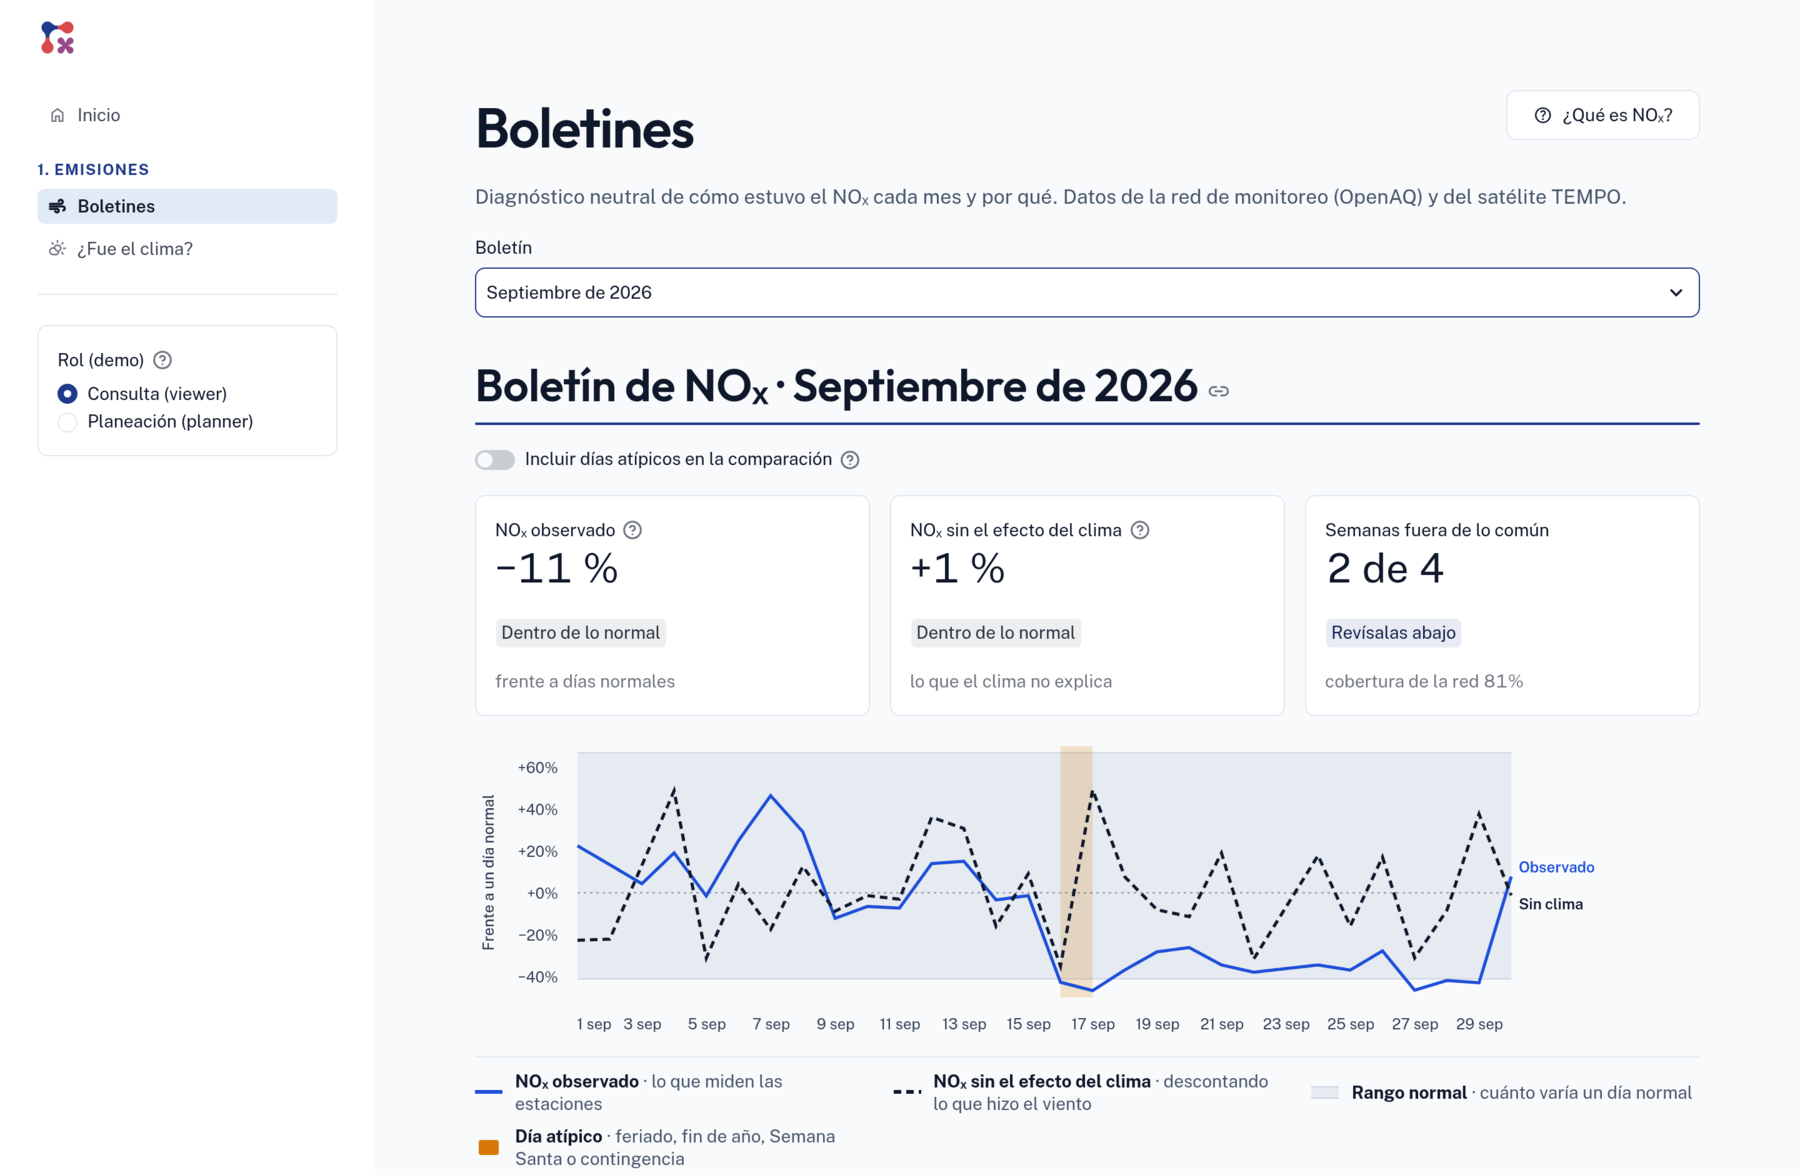 Inicio
1. EMISIONES
Boletines
¿Fue el clima?
Rol (demo)
Consulta (viewer)
Planeación (planner)
Boletines
¿Qué es NOₓ?
Diagnóstico neutral de cómo estuvo el NOₓ cada mes y por qué. Datos de la red de monitoreo (OpenAQ) y del satélite TEMPO.
Boletín
Septiembre de 2026
Boletín de NOₓ · Septiembre de 2026
Incluir días atípicos en la comparación
NOₓ observado
−11 %
Dentro de lo normal
frente a días normales
NOₓ sin el efecto del clima
+1 %
Dentro de lo normal
lo que el clima no explica
Semanas fuera de lo común
2 de 4
Revísalas abajo
cobertura de la red 81%
Frente a un día normal
+60%
+40%
+20%
+0%
−20%
−40%
Observado
Sin clima
1 sep 3 sep 5 sep 7 sep 9 sep 11 sep 13 sep 15 sep 17 sep 19 sep 21 sep 23 sep 25 sep 27 sep 29 sep
NOₓ observado · lo que miden las
estaciones
NOₓ sin el efecto del clima · descontando
lo que hizo el viento
Rango normal · cuánto varía un día normal
Día atípico · feriado, fin de año, Semana
Santa o contingencia